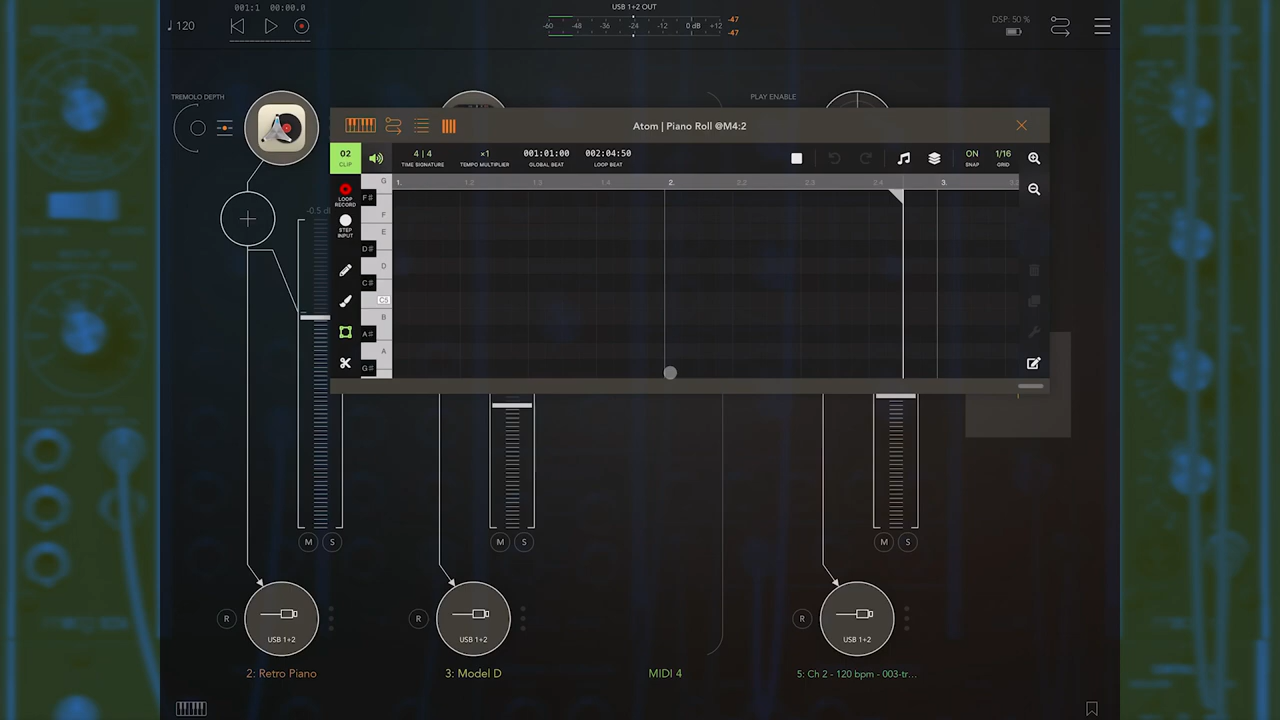 001:1 00:00.0
USB 1+2 OUT
♩ 120
-60 -48 -36 -24 -12 0 dB +12
-47
-47
DSP: 50 %
TREMOLO DEPTH
PLAY ENABLE
Atom | Piano Roll @M4:2
02
CLIP
4 | 4
TIME SIGNATURE
×1
TEMPO MULTIPLIER
001:01:00
GLOBAL BEAT
002:04:50
LOOP BEAT
ON
SNAP
1/16
GRID
G 1. 1.2 1.3 1.4 2. 2.2 2.3 2.4 3. 3.2
LOOP
RECORD
F#
STEP
INPUT
F
E
D#
D
C#
C5
B
A#
A
G#
-0.5 d
M S
M S
M S
R USB 1+2
R USB 1+2
R USB 1+2
2: Retro Piano
3: Model D
MIDI 4
5: Ch 2 - 120 bpm - 003-tr...